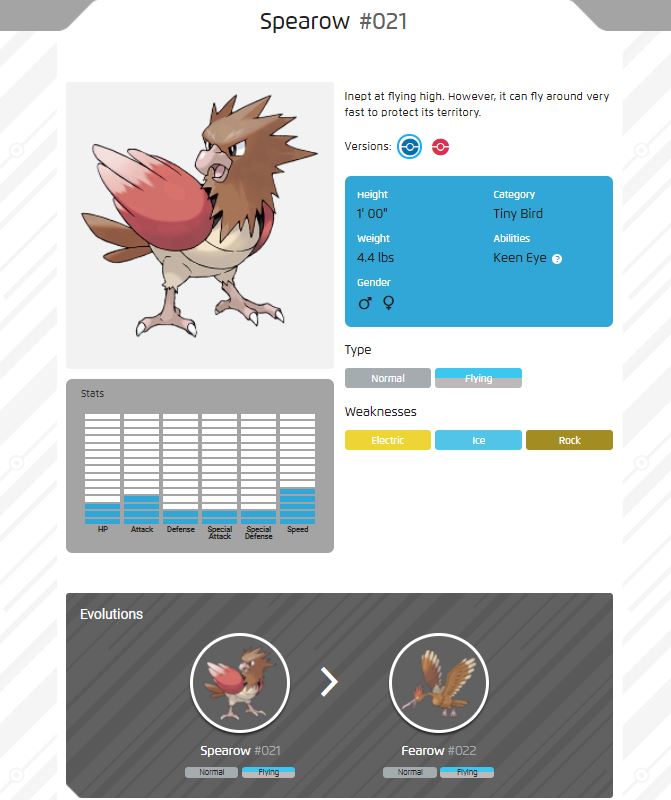 Spearow #021
Inept at flying high. However, it can fly around very
fast to protect its territory.
Versions:
Height
1' 00"
Category
Tiny Bird
Weight
4.4 lbs
Abilities
Keen Eye ?
Gender
Type
Normal
Flying
Weaknesses
Electric
Ice
Rock
Stats
HP
Attack
Defense
Special
Attack
Special
Defense
Speed
Evolutions
Spearow #021
Normal
Flying
Fearow #022
Normal
Flying